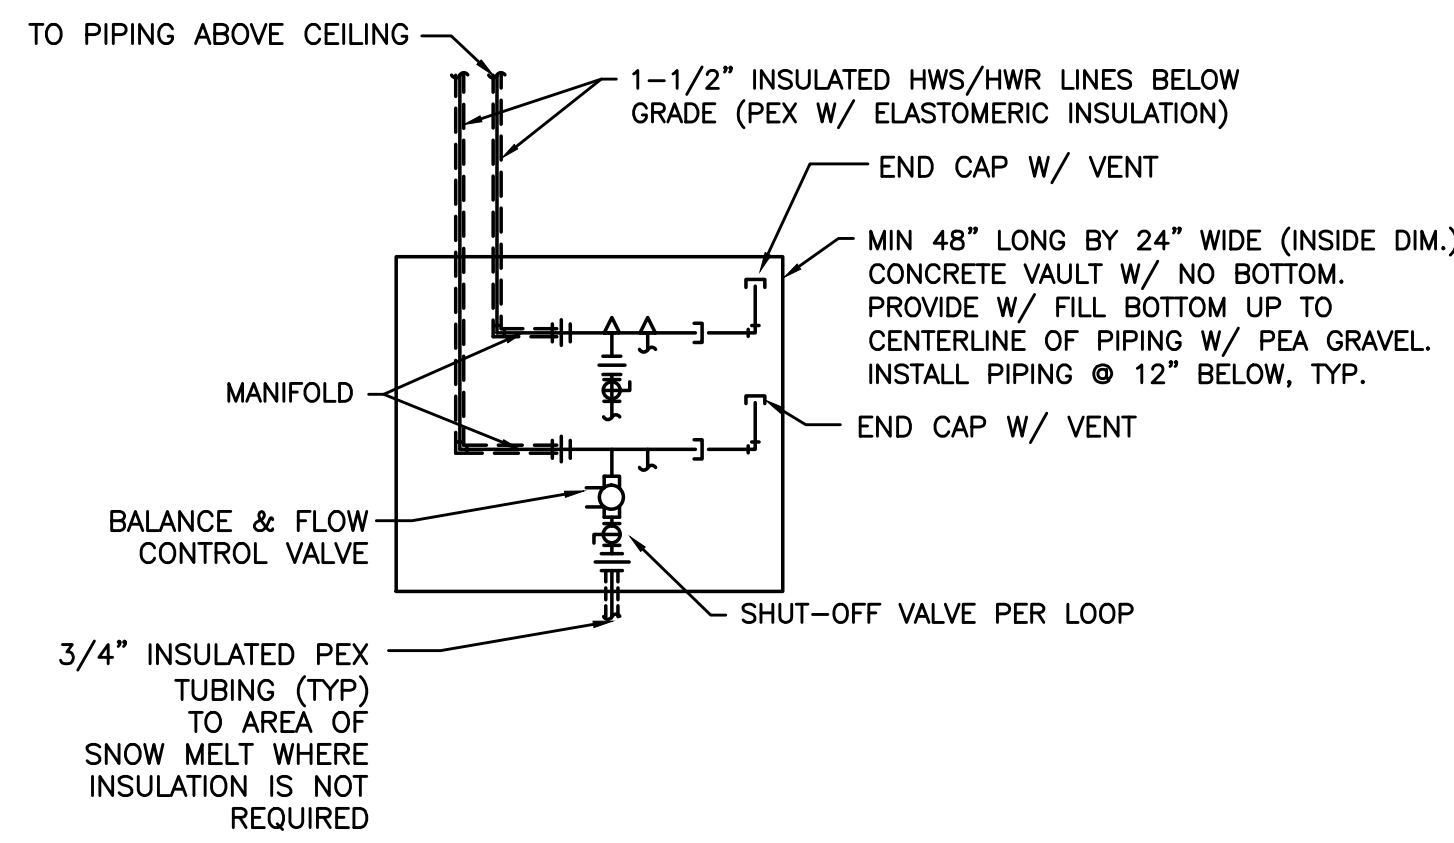 TO PIPING ABOVE CEILING
1-1/2" INSULATED HWS/HWR LINES BELOW
GRADE (PEX W/ ELASTOMERIC INSULATION)
END CAP W/ VENT
MIN 48" LONG BY 24" WIDE (INSIDE DIM.)
CONCRETE VAULT W/ NO BOTTOM.
PROVIDE W/ FILL BOTTOM UP TO
CENTERLINE OF PIPING W/ PEA GRAVEL.
INSTALL PIPING @ 12" BELOW, TYP.
MANIFOLD
END CAP W/ VENT
BALANCE & FLOW
CONTROL VALVE
SHUT-OFF VALVE PER LOOP
3/4" INSULATED PEX
TUBING (TYP)
TO AREA OF
SNOW MELT WHERE
INSULATION IS NOT
REQUIRED